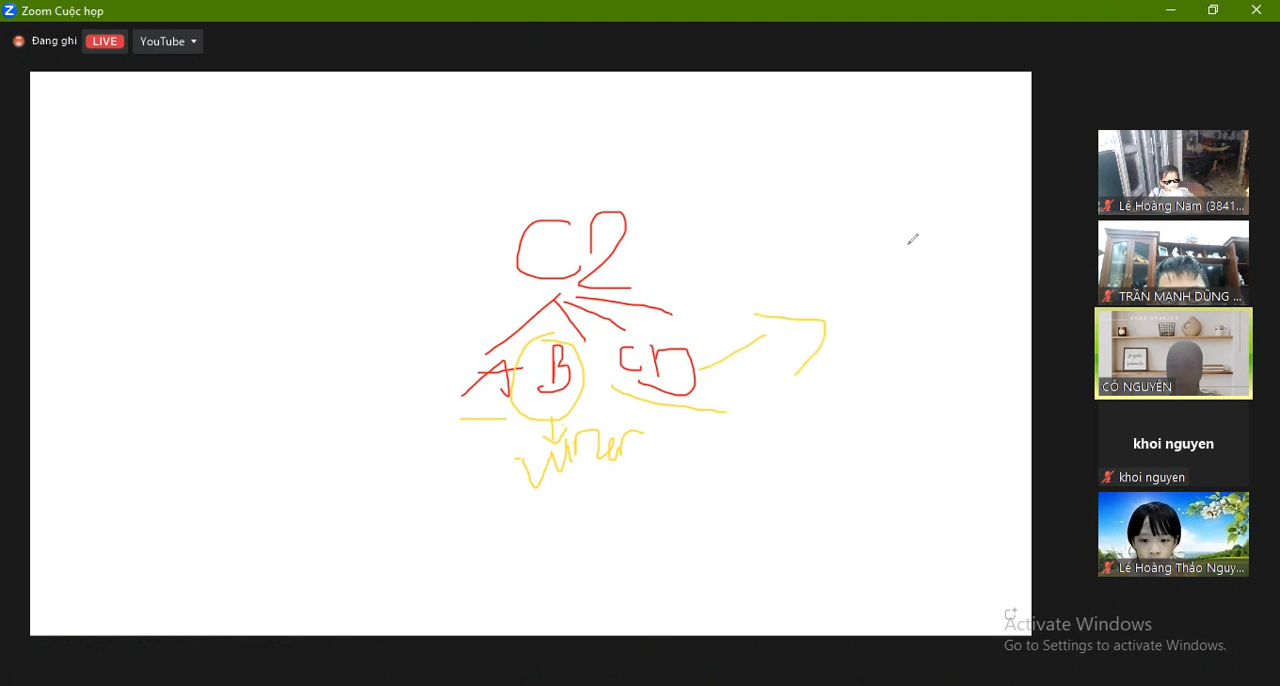 Zoom Cuộc họp
Đang ghi LIVE YouTube
C2
A B C D
Lê Hoàng Nam (3841...
TRẦN MẠNH DŨNG ...
CÔ NGUYÊN
khoi nguyen
khoi nguyen
Lê Hoàng Thảo Nguy...
Activate Windows
Go to Settings to activate Windows.